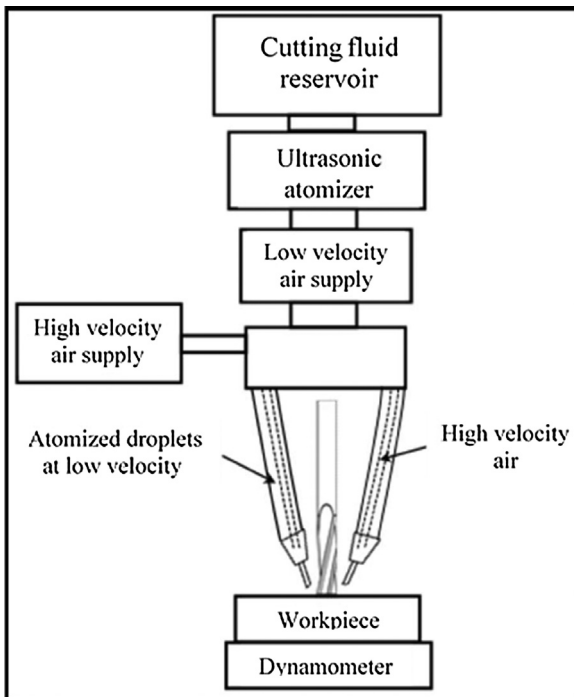 Cutting fluid
reservoir
Ultrasonic
atomizer
Low velocity
air supply
High velocity
air supply
Atomized droplets
at low velocity
High velocity
air
Workpiece
Dynamometer